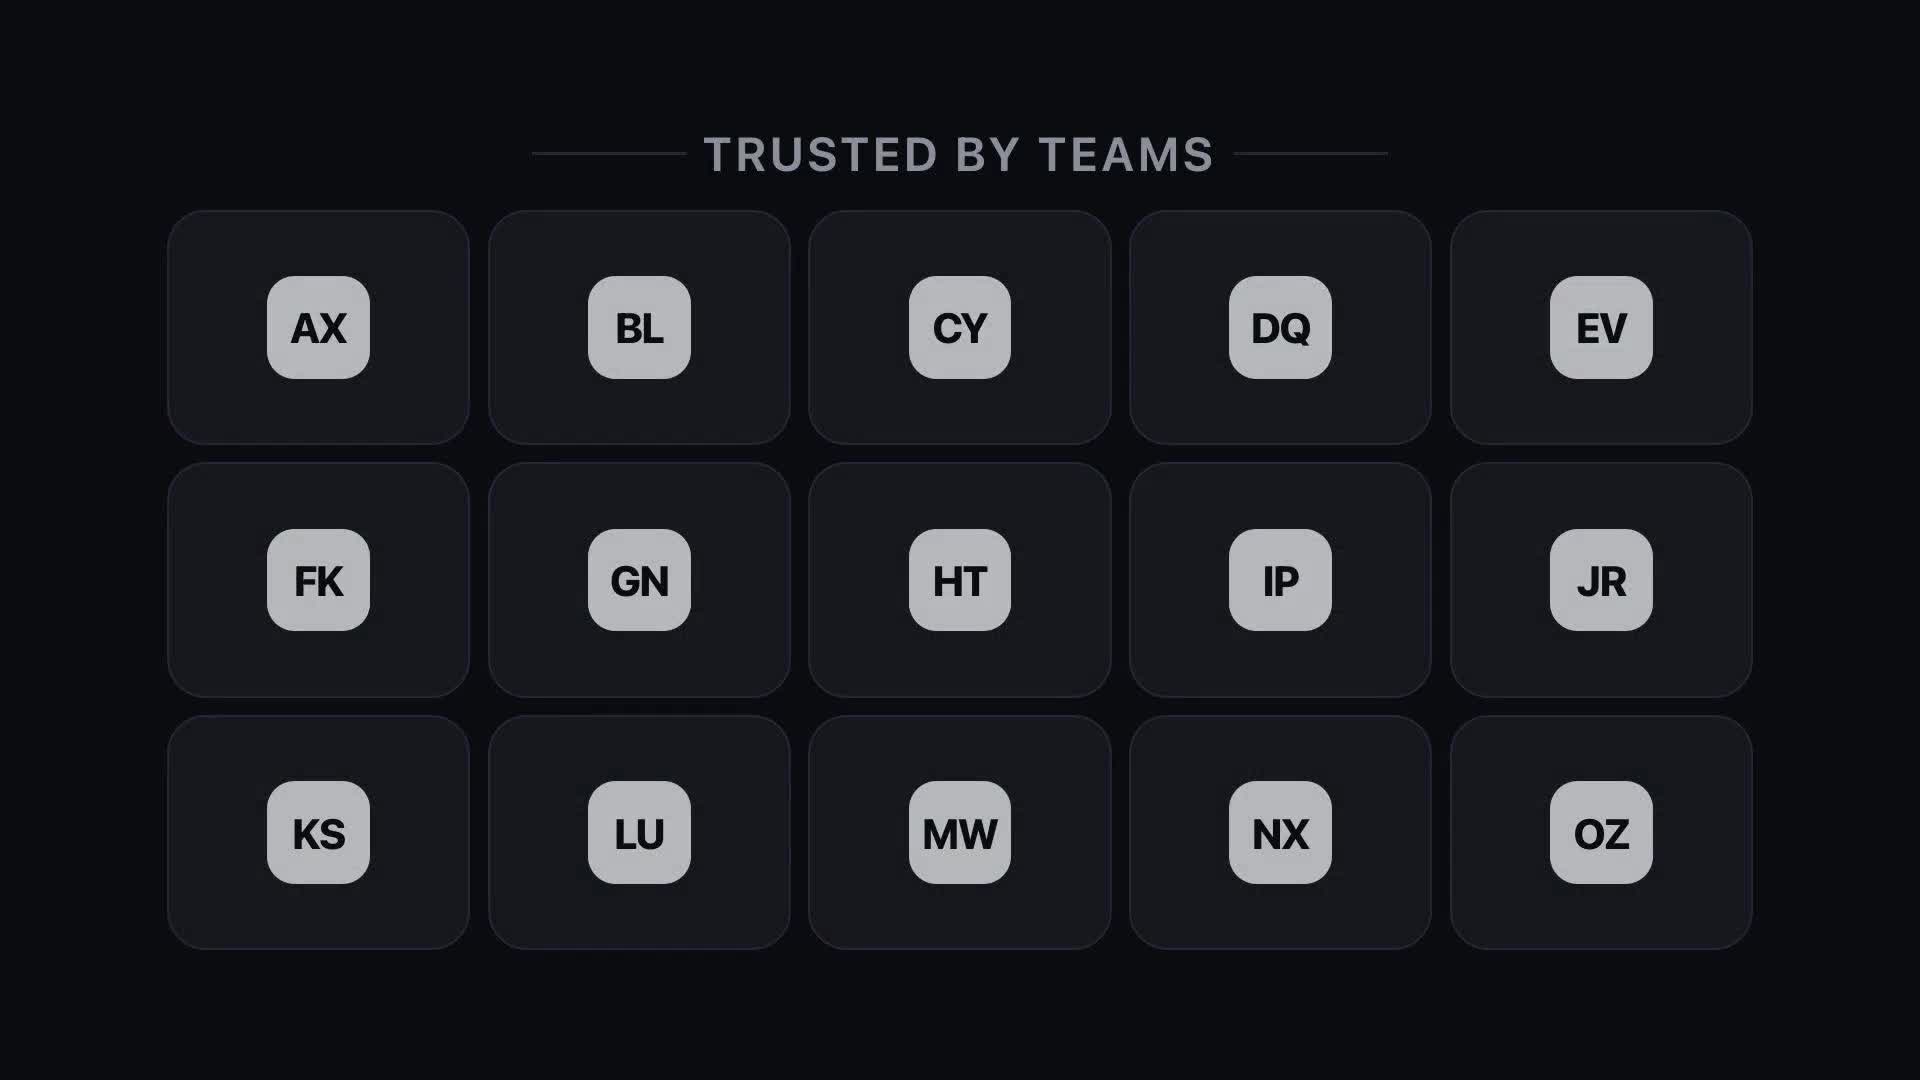 TRUSTED BY TEAMS
AX BL CY DQ EV
FK GN HT IP JR
KS LU MW NX OZ